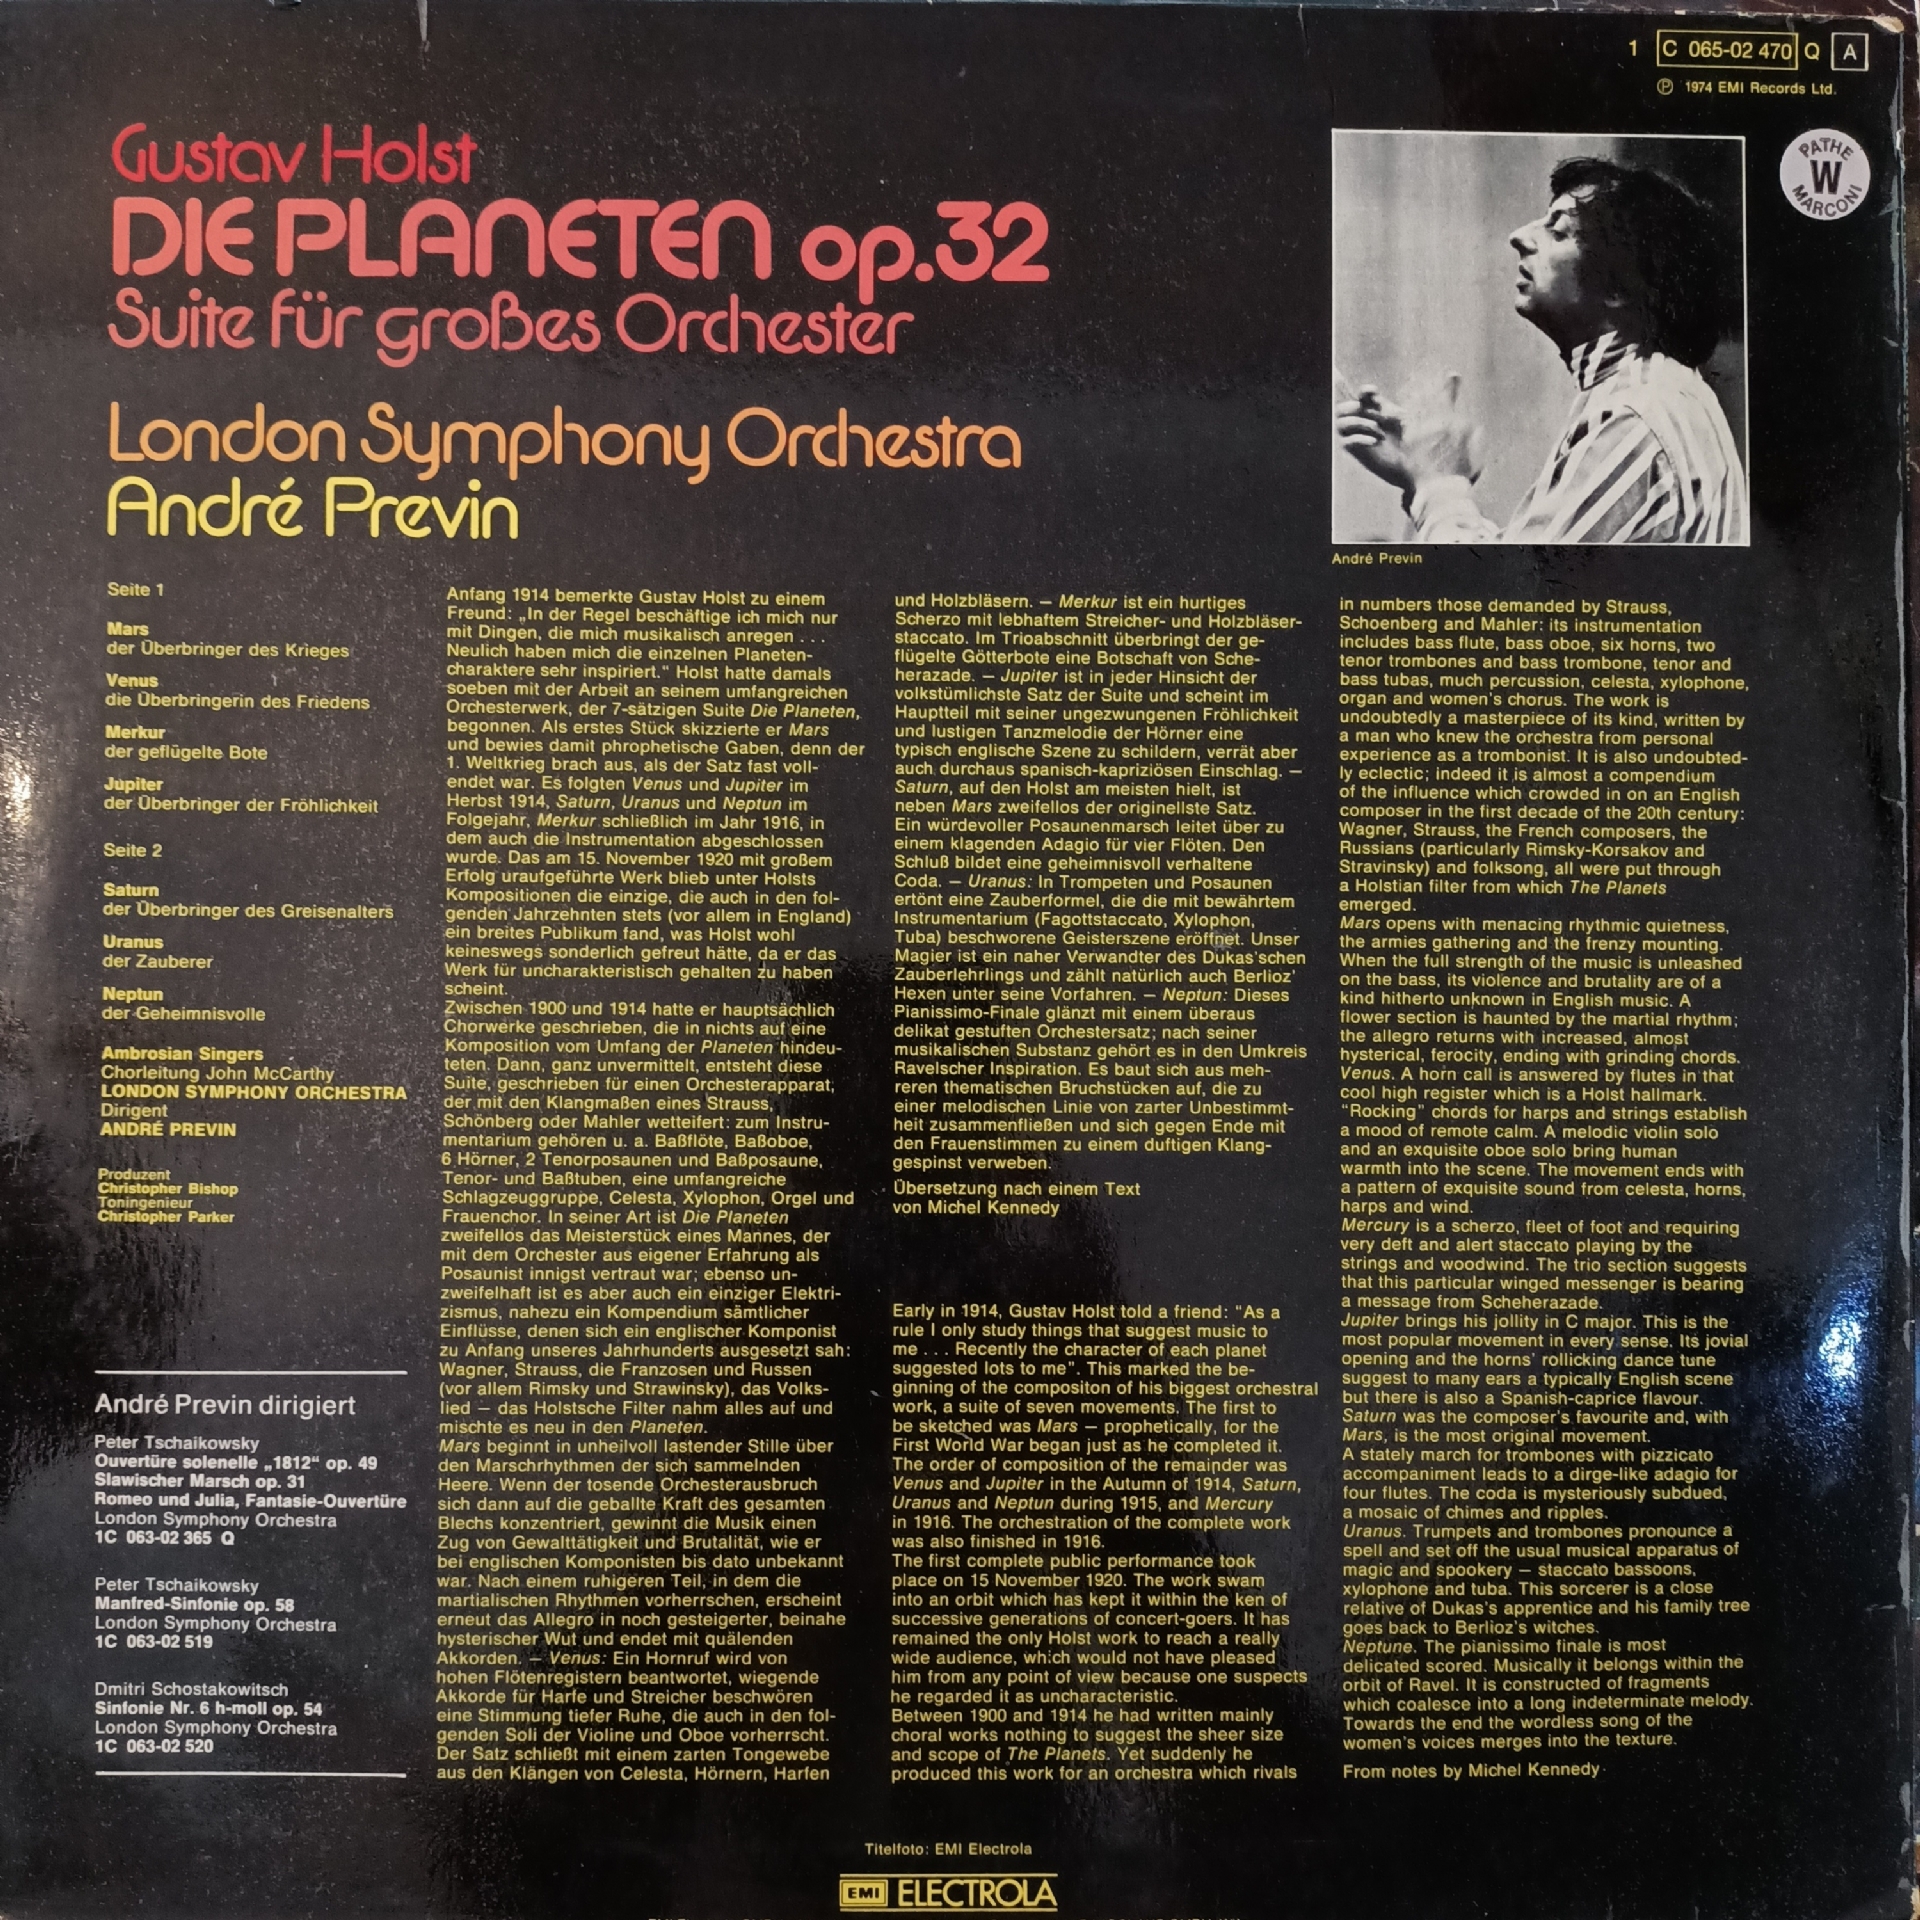 1 C 065-02 470 Q A
℗ 1974 EMI Records Ltd.
PATHE
W
MARCONI
Gustav Holst
DIE PLANETEN op.32
Suite für großes Orchester
London Symphony Orchestra
André Previn
André Previn
Seite 1
Mars
der Überbringer des Krieges
Venus
die Überbringerin des Friedens
Merkur
der geflügelte Bote
Jupiter
der Überbringer der Fröhlichkeit
Seite 2
Saturn
der Überbringer des Greisenalters
Uranus
der Zauberer
Neptun
der Geheimnisvolle
Ambrosian Singers
Chorleitung John McCarthy
LONDON SYMPHONY ORCHESTRA
Dirigent
ANDRÉ PREVIN
Produzent
Christopher Bishop
Toningenieur
Christopher Parker
André Previn dirigiert
Peter Tschaikowsky
Ouvertüre solenelle „1812“ op. 49
Slawischer Marsch op. 31
Romeo und Julia, Fantasie-Ouvertüre
London Symphony Orchestra
1C 063-02 365 Q
Peter Tschaikowsky
Manfred-Sinfonie op. 58
London Symphony Orchestra
1C 063-02 519
Dmitri Schostakowitsch
Sinfonie Nr. 6 h-moll op. 54
London Symphony Orchestra
1C 063-02 520
Anfang 1914 bemerkte Gustav Holst zu einem
Freund: „In der Regel beschäftige ich mich nur
mit Dingen, die mich musikalisch anregen . . .
Neulich haben mich die einzelnen Planeten-
charaktere sehr inspiriert.“ Holst hatte damals
soeben mit der Arbeit an seinem umfangreichen
Orchesterwerk, der 7-sätzigen Suite Die Planeten,
begonnen. Als erstes Stück skizzierte er Mars
und bewies damit phrophetische Gaben, denn der
1. Weltkrieg brach aus, als der Satz fast voll-
endet war. Es folgten Venus und Jupiter im
Herbst 1914, Saturn, Uranus und Neptun im
Folgejahr, Merkur schließlich im Jahr 1916, in
dem auch die Instrumentation abgeschlossen
wurde. Das am 15. November 1920 mit großem
Erfolg uraufgeführte Werk blieb unter Holsts
Kompositionen die einzige, die auch in den fol-
genden Jahrzehnten stets (vor allem in England)
ein breites Publikum fand, was Holst wohl
keineswegs sonderlich gefreut hätte, da er das
Werk für uncharakteristisch gehalten zu haben
scheint.
Zwischen 1900 und 1914 hatte er hauptsächlich
Chorwerke geschrieben, die in nichts auf eine
Komposition vom Umfang der Planeten hindeu-
teten. Dann, ganz unvermittelt, entsteht diese
Suite, geschrieben für einen Orchesterapparat,
der mit den Klangmaßen eines Strauss,
Schönberg oder Mahler wetteifert: zum Instru-
mentarium gehören u. a. Baßflöte, Baßoboe,
6 Hörner, 2 Tenorposaunen und Baßposaune,
Tenor- und Baßtuben, eine umfangreiche
Schlagzeuggruppe, Celesta, Xylophon, Orgel und
Frauenchor. In seiner Art ist Die Planeten
zweifellos das Meisterstück eines Mannes, der
mit dem Orchester aus eigener Erfahrung als
Posaunist innigst vertraut war; ebenso un-
zweifelhaft ist es aber auch ein einziger Elektri-
zismus, nahezu ein Kompendium sämtlicher
Einflüsse, denen sich ein englischer Komponist
zu Anfang unseres Jahrhunderts ausgesetzt sah:
Wagner, Strauss, die Franzosen und Russen
(vor allem Rimsky und Strawinsky), das Volks-
lied – das Holstsche Filter nahm alles auf und
mischte es neu in den Planeten.
Mars beginnt in unheilvoll lastender Stille über
den Marschrhythmen der sich sammelnden
Heere. Wenn der tosende Orchesterausbruch
sich dann auf die geballte Kraft des gesamten
Blechs konzentriert, gewinnt die Musik einen
Zug von Gewalttätigkeit und Brutalität, wie er
bei englischen Komponisten bis dato unbekannt
war. Nach einem ruhigeren Teil, in dem die
martialischen Rhythmen vorherrschen, erscheint
erneut das Allegro in noch gesteigerter, beinahe
hysterischer Wut und endet mit quälenden
Akkorden. – Venus: Ein Hornruf wird von
hohen Flötenregistern beantwortet, wiegende
Akkorde für Harfe und Streicher beschwören
eine Stimmung tiefer Ruhe, die auch in den fol-
genden Soli der Violine und Oboe vorherrscht.
Der Satz schließt mit einem zarten Tongewebe
aus den Klängen von Celesta, Hörnern, Harfen
und Holzbläsern. – Merkur ist ein hurtiges
Scherzo mit lebhaftem Streicher- und Holzbläser-
staccato. Im Trioabschnitt überbringt der ge-
flügelte Götterbote eine Botschaft von Sche-
herazade. – Jupiter ist in jeder Hinsicht der
volkstümlichste Satz der Suite und scheint im
Hauptteil mit seiner ungezwungenen Fröhlichkeit
und lustigen Tanzmelodie der Hörner eine
typisch englische Szene zu schildern, verrät aber
auch durchaus spanisch-kapriziösen Einschlag. –
Saturn, auf den Holst am meisten hielt, ist
neben Mars zweifellos der originellste Satz.
Ein würdevoller Posaunenmarsch leitet über zu
einem klagenden Adagio für vier Flöten. Den
Schluß bildet eine geheimnisvoll verhaltene
Coda. – Uranus: In Trompeten und Posaunen
ertönt eine Zauberformel, die die mit bewährtem
Instrumentarium (Fagottstaccato, Xylophon,
Tuba) beschworene Geisterszene eröffnet. Unser
Magier ist ein naher Verwandter des Dukas'schen
Zauberlehrlings und zählt natürlich auch Berlioz'
Hexen unter seine Vorfahren. – Neptun: Dieses
Pianissimo-Finale glänzt mit einem überaus
delikat gestuften Orchestersatz; nach seiner
musikalischen Substanz gehört es in den Umkreis
Ravelscher Inspiration. Es baut sich aus meh-
reren thematischen Bruchstücken auf, die zu
einer melodischen Linie von zarter Unbestimmt-
heit zusammenfließen und sich gegen Ende mit
den Frauenstimmen zu einem duftigen Klang-
gespinst verweben.
Übersetzung nach einem Text
von Michel Kennedy
Early in 1914, Gustav Holst told a friend: “As a
rule I only study things that suggest music to
me . . . Recently the character of each planet
suggested lots to me”. This marked the be-
ginning of the compositon of his biggest orchestral
work, a suite of seven movements. The first to
be sketched was Mars – prophetically, for the
First World War began just as he completed it.
The order of composition of the remainder was
Venus and Jupiter in the Autumn of 1914, Saturn,
Uranus and Neptun during 1915, and Mercury
in 1916. The orchestration of the complete work
was also finished in 1916.
The first complete public performance took
place on 15 November 1920. The work swam
into an orbit which has kept it within the ken of
successive generations of concert-goers. It has
remained the only Holst work to reach a really
wide audience, which would not have pleased
him from any point of view because one suspects
he regarded it as uncharacteristic.
Between 1900 and 1914 he had written mainly
choral works nothing to suggest the sheer size
and scope of The Planets. Yet suddenly he
produced this work for an orchestra which rivals
in numbers those demanded by Strauss,
Schoenberg and Mahler: its instrumentation
includes bass flute, bass oboe, six horns, two
tenor trombones and bass trombone, tenor and
bass tubas, much percussion, celesta, xylophone,
organ and women's chorus. The work is
undoubtedly a masterpiece of its kind, written by
a man who knew the orchestra from personal
experience as a trombonist. It is also undoubted-
ly eclectic; indeed it is almost a compendium
of the influence which crowded in on an English
composer in the first decade of the 20th century:
Wagner, Strauss, the French composers, the
Russians (particularly Rimsky-Korsakov and
Stravinsky) and folksong, all were put through
a Holstian filter from which The Planets
emerged.
Mars opens with menacing rhythmic quietness,
the armies gathering and the frenzy mounting.
When the full strength of the music is unleashed
on the bass, its violence and brutality are of a
kind hitherto unknown in English music. A
flower section is haunted by the martial rhythm;
the allegro returns with increased, almost
hysterical, ferocity, ending with grinding chords.
Venus. A horn call is answered by flutes in that
cool high register which is a Holst hallmark.
“Rocking” chords for harps and strings establish
a mood of remote calm. A melodic violin solo
and an exquisite oboe solo bring human
warmth into the scene. The movement ends with
a pattern of exquisite sound from celesta, horns,
harps and wind.
Mercury is a scherzo, fleet of foot and requiring
very deft and alert staccato playing by the
strings and woodwind. The trio section suggests
that this particular winged messenger is bearing
a message from Scheherazade.
Jupiter brings his jollity in C major. This is the
most popular movement in every sense. Its jovial
opening and the horns' rollicking dance tune
suggest to many ears a typically English scene
but there is also a Spanish-caprice flavour.
Saturn was the composer's favourite and, with
Mars, is the most original movement.
A stately march for trombones with pizzicato
accompaniment leads to a dirge-like adagio for
four flutes. The coda is mysteriously subdued,
a mosaic of chimes and ripples.
Uranus. Trumpets and trombones pronounce a
spell and set off the usual musical apparatus of
magic and spookery – staccato bassoons,
xylophone and tuba. This sorcerer is a close
relative of Dukas's apprentice and his family tree
goes back to Berlioz's witches.
Neptune. The pianissimo finale is most
delicated scored. Musically it belongs within the
orbit of Ravel. It is constructed of fragments
which coalesce into a long indeterminate melody.
Towards the end the wordless song of the
women's voices merges into the texture.
From notes by Michel Kennedy
Titelfoto: EMI Electrola
EMI ELECTROLA